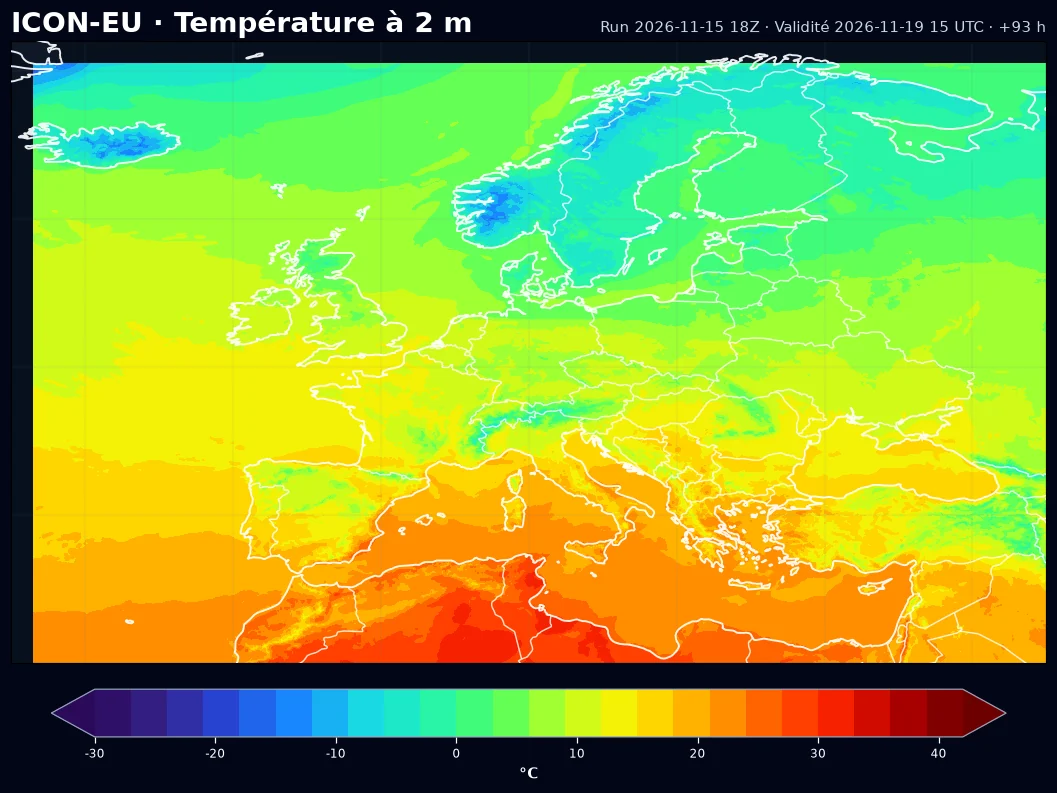 ICON-EU · Température à 2 m
Run 2026-11-15 18Z · Validité 2026-11-19 15 UTC · +93 h
-30 -20 -10 0 10 20 30 40
°C